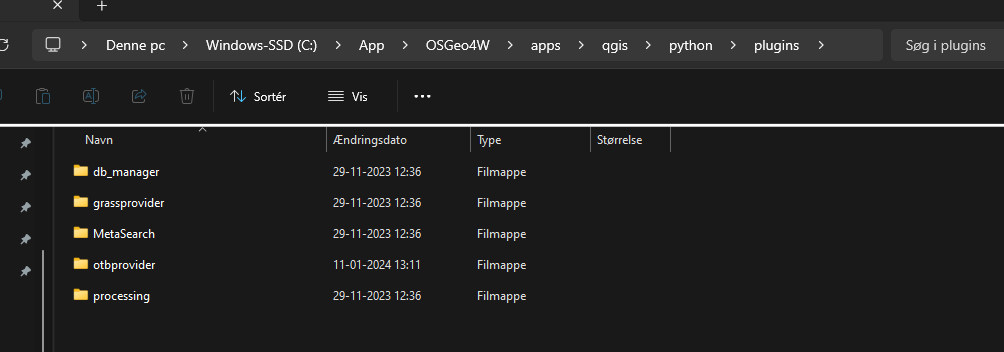 Denne pc > Windows-SSD (C:) > App > OSGeo4W > apps > qgis > python > plugins > Søg i plugins
Sortér Vis
Navn Ændringsdato Type Størrelse
db_manager 29-11-2023 12:36 Filmappe
grassprovider 29-11-2023 12:36 Filmappe
MetaSearch 29-11-2023 12:36 Filmappe
otbprovider 11-01-2024 13:11 Filmappe
processing 29-11-2023 12:36 Filmappe